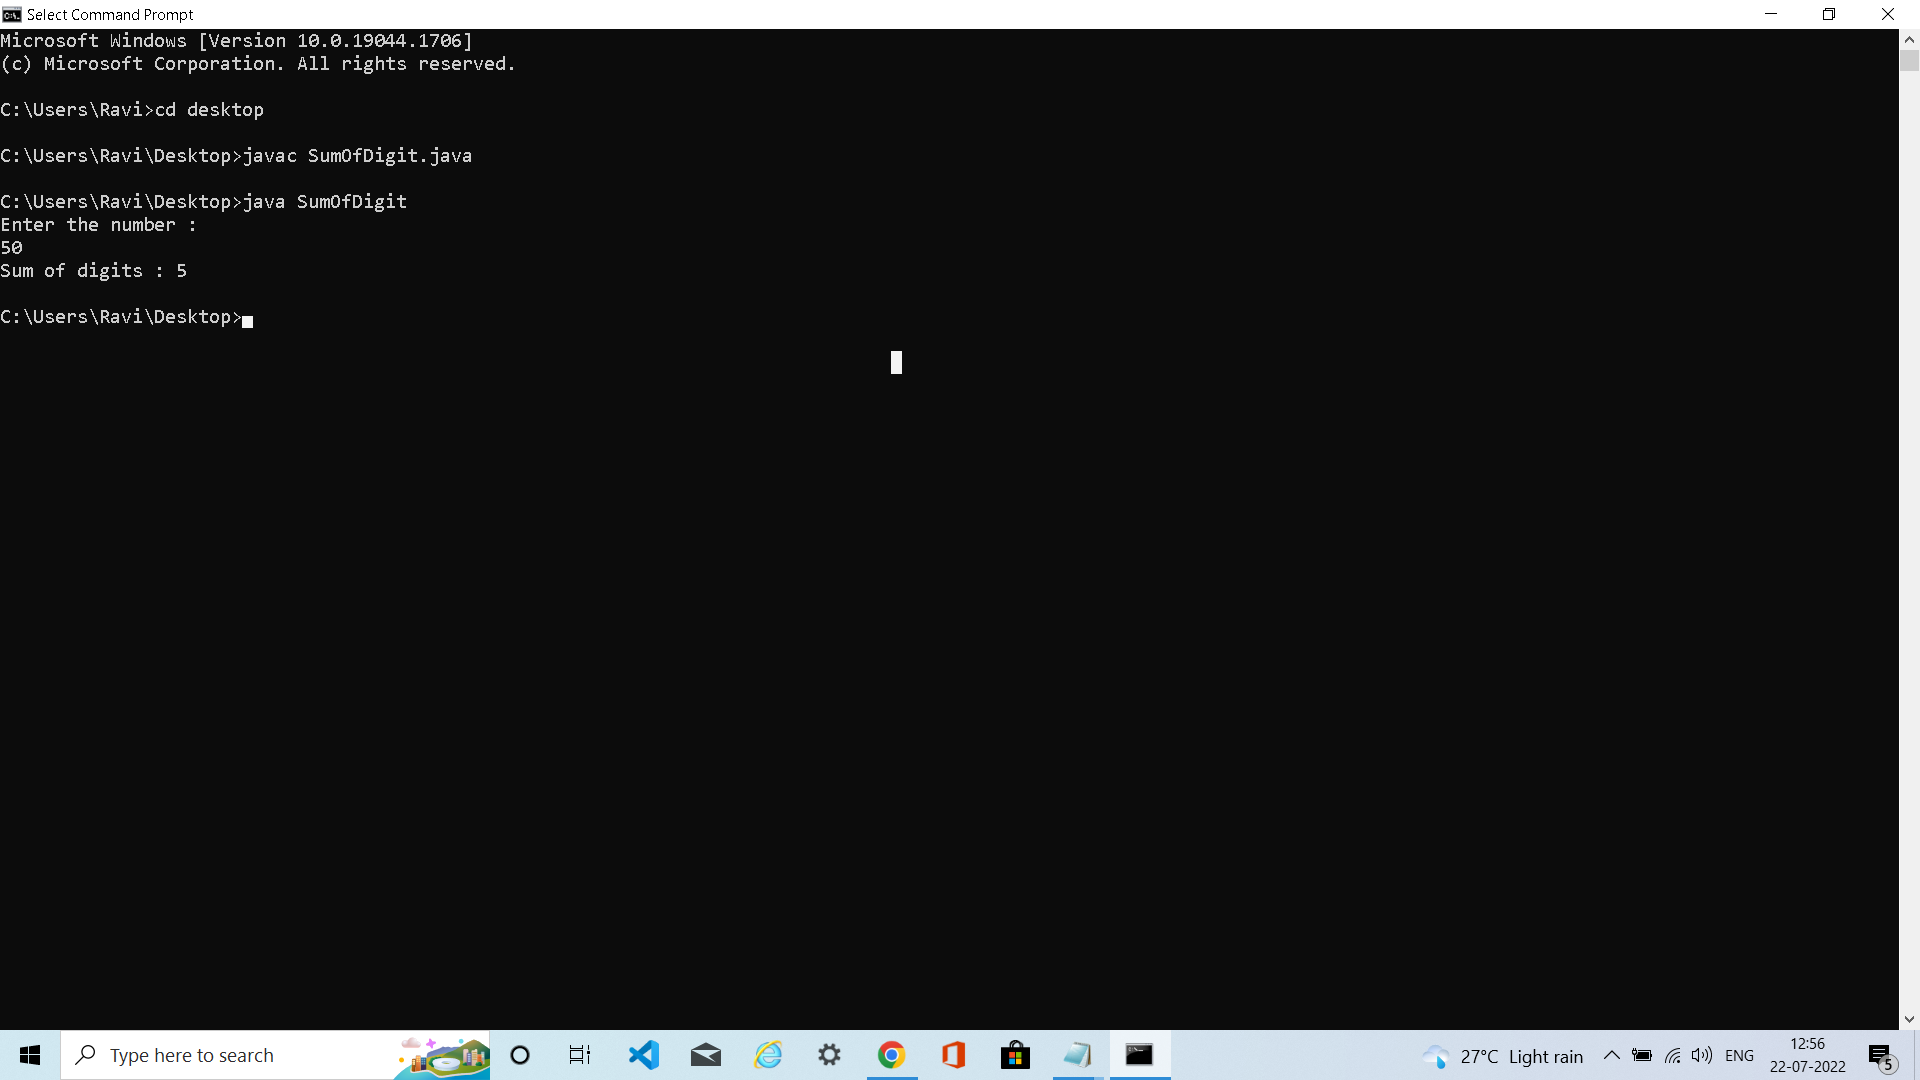 Select Command Prompt
Microsoft Windows [Version 10.0.19044.1706]
(c) Microsoft Corporation. All rights reserved.
C:\Users\Ravi>cd desktop
C:\Users\Ravi\Desktop>javac SumOfDigit.java
C:\Users\Ravi\Desktop>java SumOfDigit
Enter the number :
50
Sum of digits : 5
C:\Users\Ravi\Desktop>
Type here to search
27°C Light rain
ENG
12:56
22-07-2022
5